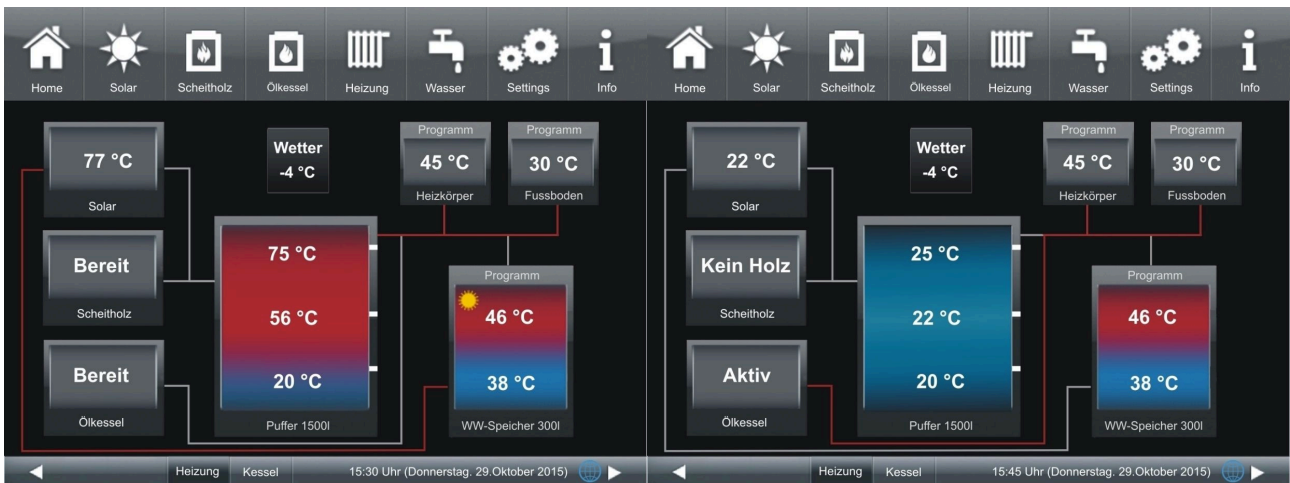 Home Solar Scheitholz Ölkessel Heizung Wasser Settings Info
77 °C
Solar
Wetter
-4 °C
Programm
45 °C
Heizkörper
Programm
30 °C
Fussboden
Bereit
Scheitholz
Bereit
Ölkessel
75 °C
56 °C
20 °C
Puffer 1500l
Programm
46 °C
38 °C
WW-Speicher 300l
Heizung Kessel 15:30 Uhr (Donnerstag. 29.Oktober 2015)
Home Solar Scheitholz Ölkessel Heizung Wasser Settings Info
22 °C
Solar
Wetter
-4 °C
Programm
45 °C
Heizkörper
Programm
30 °C
Fussboden
Kein Holz
Scheitholz
Aktiv
Ölkessel
25 °C
22 °C
20 °C
Puffer 1500l
Programm
46 °C
38 °C
WW-Speicher 300l
Heizung Kessel 15:45 Uhr (Donnerstag. 29.Oktober 2015)